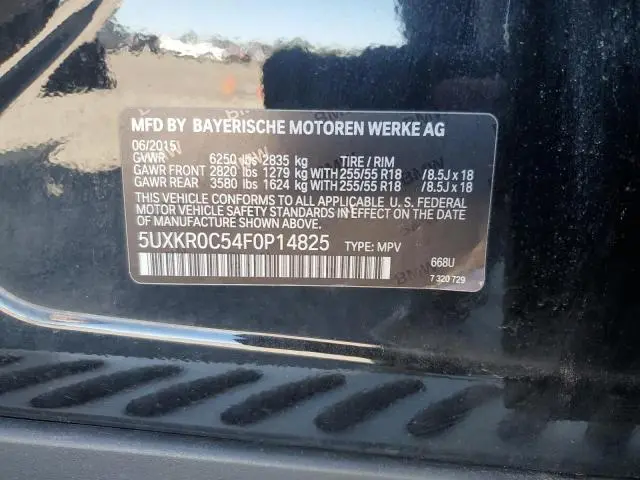 MFD BY BAYERISCHE MOTOREN WERKE AG
06/2015
GVWR 6250 lbs 2835 kg TIRE / RIM
GAWR FRONT 2820 lbs 1279 kg WITH 255/55 R18 / 8.5J x 18
GAWR REAR 3580 lbs 1624 kg WITH 255/55 R18 / 8.5J x 18
THIS VEHICLE CONFORMS TO ALL APPLICABLE U. S. FEDERAL
MOTOR VEHICLE SAFETY STANDARDS IN EFFECT ON THE DATE
OF MANUFACTURE SHOWN ABOVE.
5UXKR0C54F0P14825 TYPE: MPV
668U
7 320 729